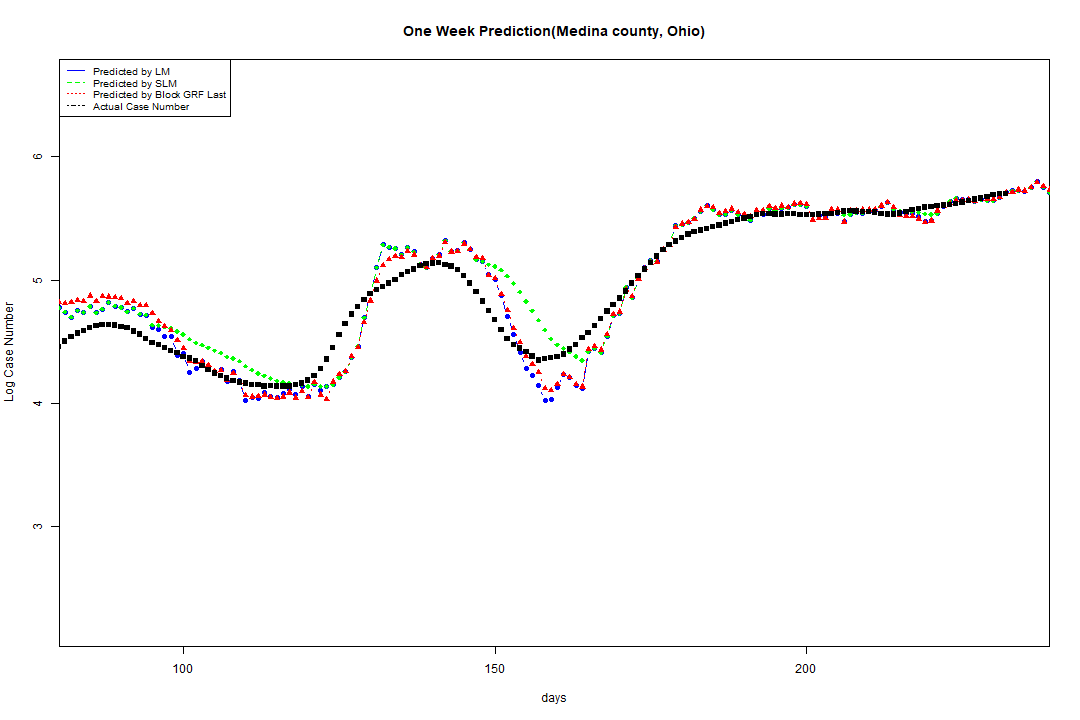 One Week Prediction(Medina county, Ohio)
Predicted by LM
Predicted by SLM
Predicted by Block GRF Last
Actual Case Number
6
5
4
3
Log Case Number
100 150 200
days